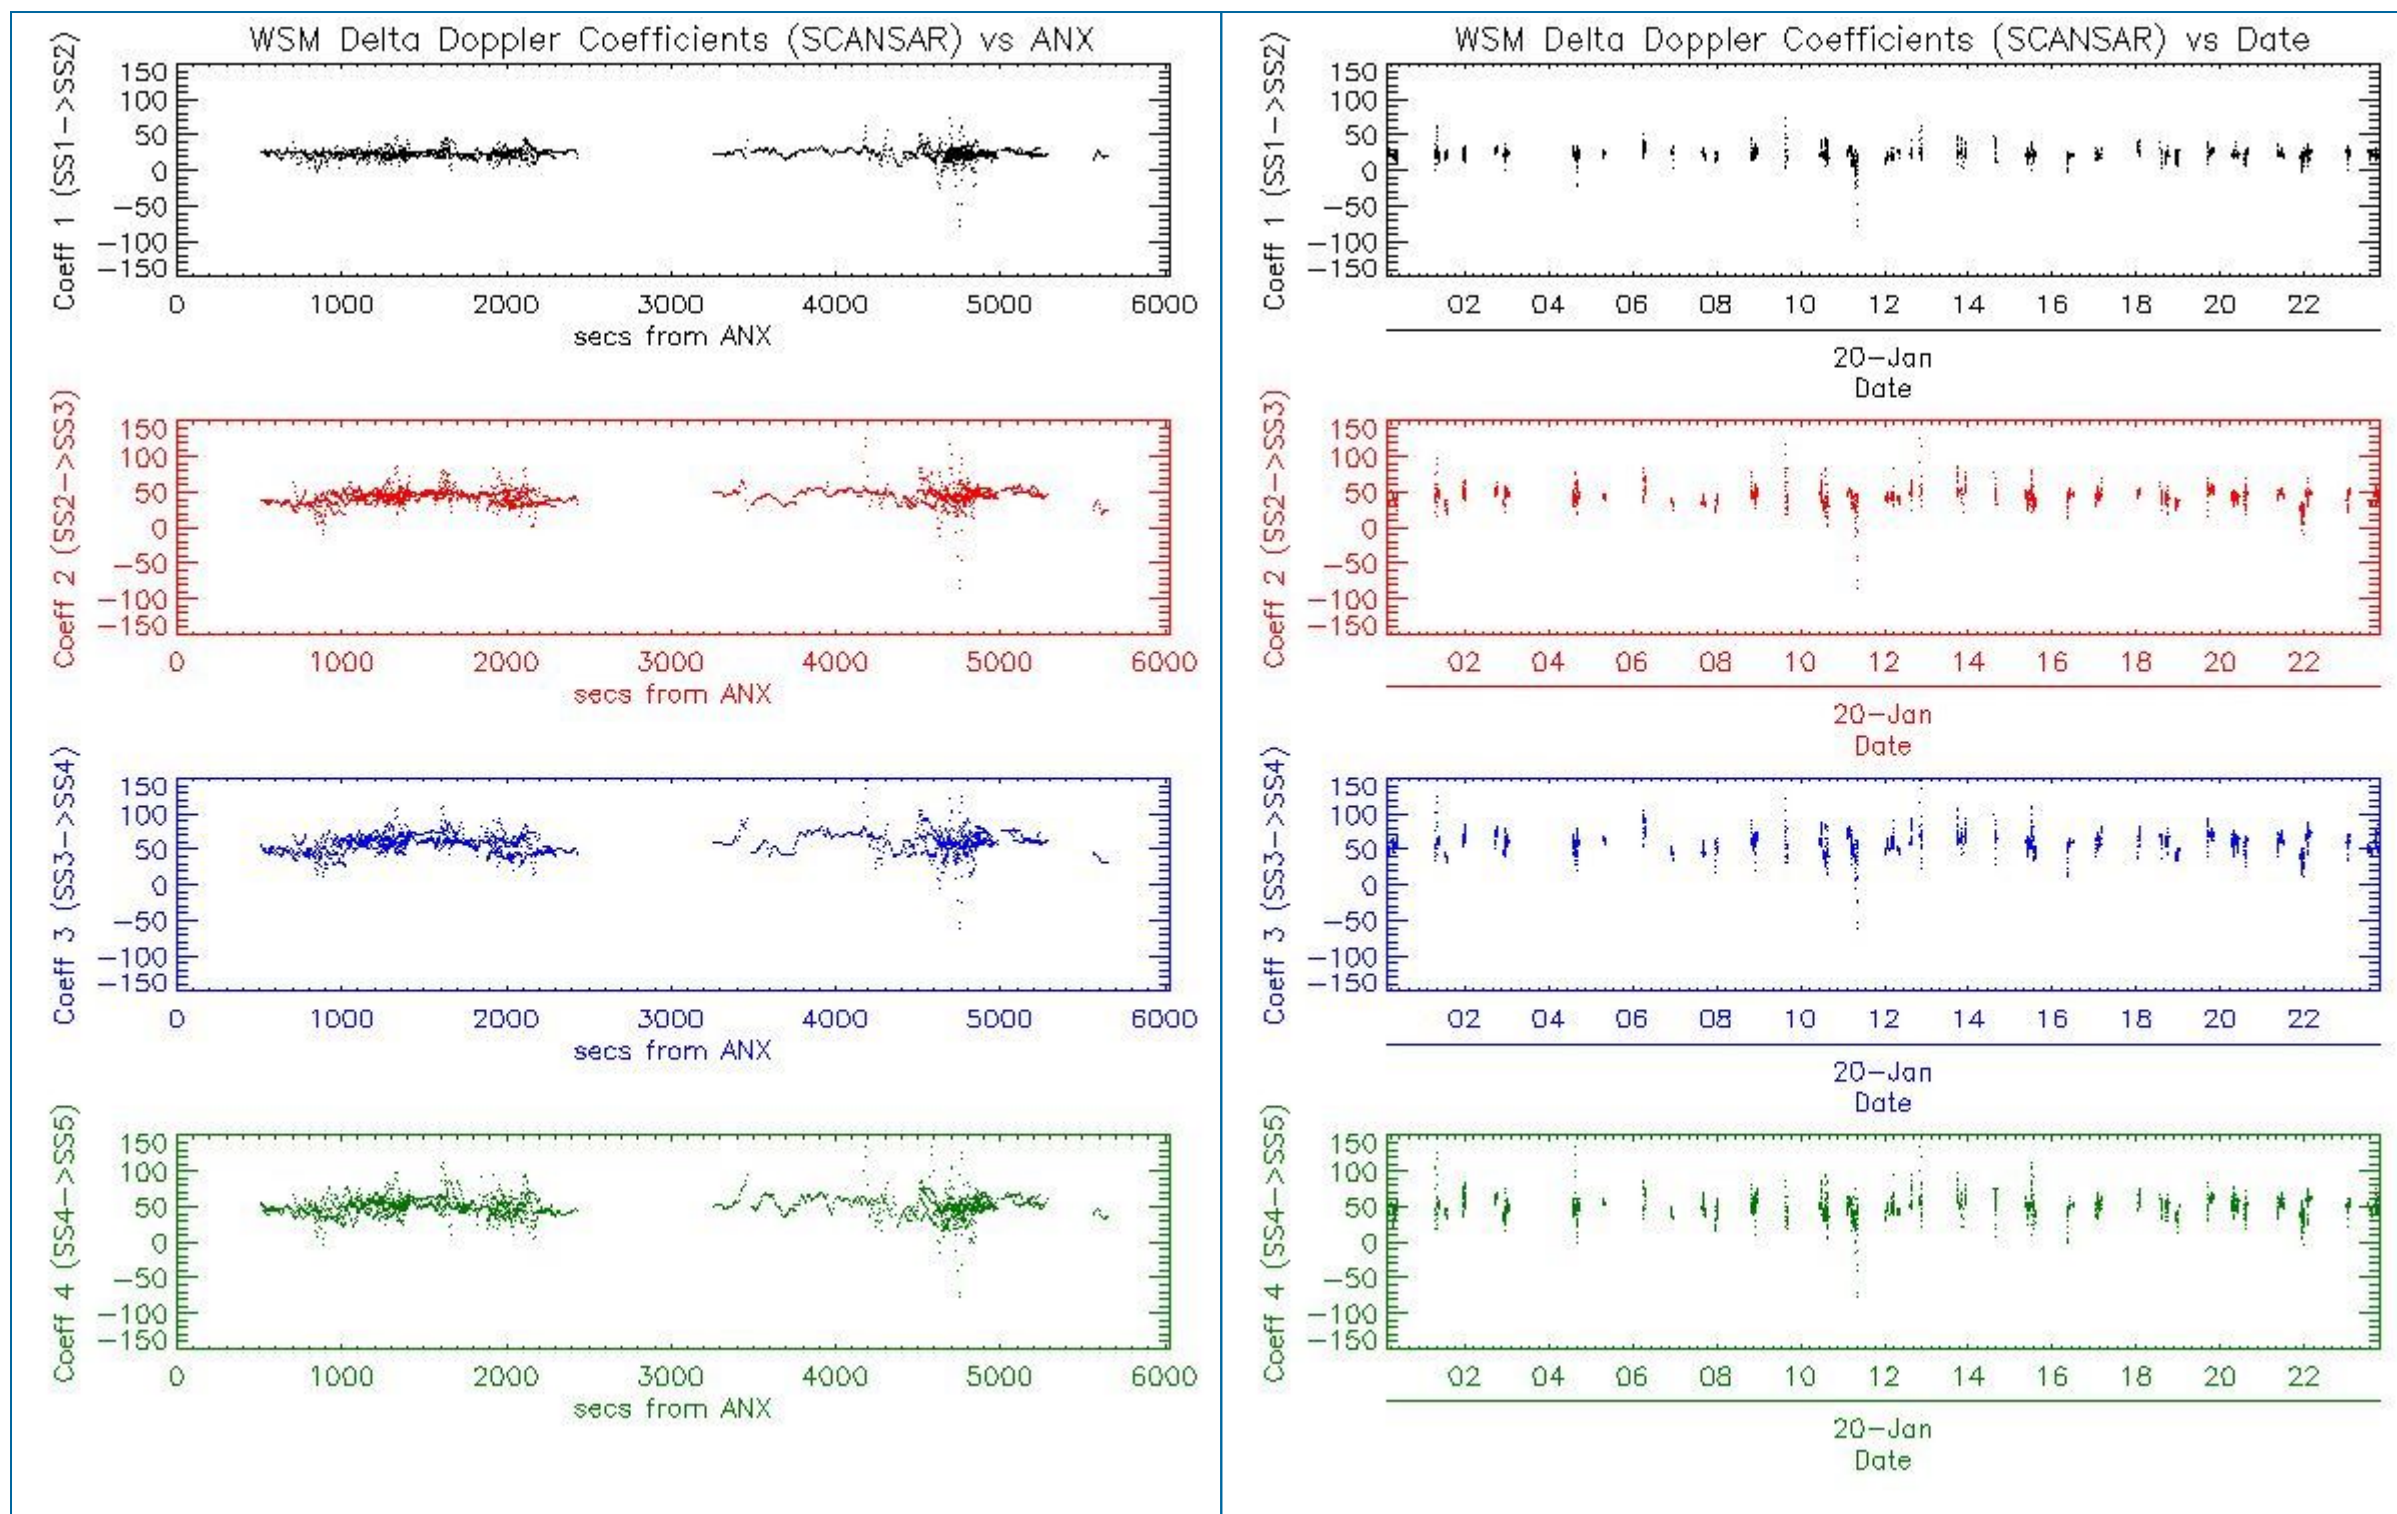 WSM Delta Doppler Coefficients (SCANSAR) vs ANX
Coeff 1 (SS1->SS2)
150
100
50
0
-50
-100
-150
0 1000 2000 3000 4000 5000 6000
secs from ANX
Coeff 2 (SS2->SS3)
150
100
50
0
-50
-100
-150
0 1000 2000 3000 4000 5000 6000
secs from ANX
Coeff 3 (SS3->SS4)
150
100
50
0
-50
-100
-150
0 1000 2000 3000 4000 5000 6000
secs from ANX
Coeff 4 (SS4->SS5)
150
100
50
0
-50
-100
-150
0 1000 2000 3000 4000 5000 6000
secs from ANX
WSM Delta Doppler Coefficients (SCANSAR) vs Date
Coeff 1 (SS1->SS2)
150
100
50
0
-50
-100
-150
02 04 06 08 10 12 14 16 18 20 22
20-Jan
Date
Coeff 2 (SS2->SS3)
150
100
50
0
-50
-100
-150
02 04 06 08 10 12 14 16 18 20 22
20-Jan
Date
Coeff 3 (SS3->SS4)
150
100
50
0
-50
-100
-150
02 04 06 08 10 12 14 16 18 20 22
20-Jan
Date
Coeff 4 (SS4->SS5)
150
100
50
0
-50
-100
-150
02 04 06 08 10 12 14 16 18 20 22
20-Jan
Date